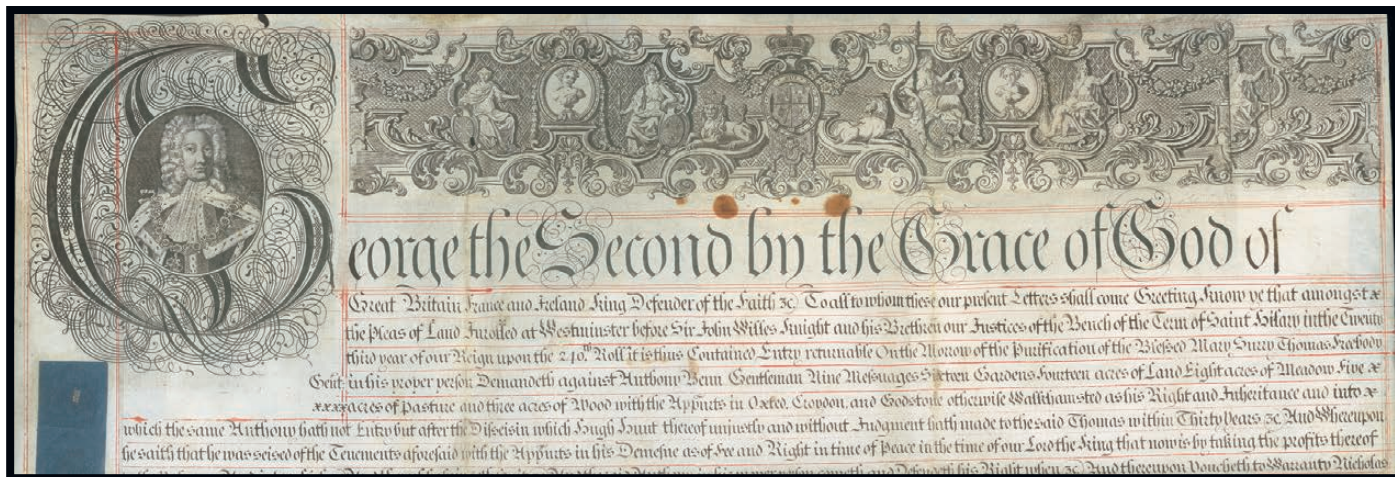 George the Second by the Grace of God of
Great Britain France and Ireland King Defender of the Faith &c. To all to whom these our present Letters shall come Greeting Know ye that amongst
the Pleas of Land Inrolled at Westminster before Sir John Willes Knight and his Brethren our Justices of the Bench of the Term of Saint Hilary in the Twenty
third year of our Reign upon the 240th Roll it is thus Contained Entry returnable On the Morrow of the Purification of the Blessed Mary Surry Thomas Freebody
Gent in his proper person Demandeth against Anthony Benn Gentleman Nine Messuages Sixteen Gardens Fourteen acres of Land Eight acres of Meadow Five
acres of Pasture and three acres of Wood with the Appurts in Oxted, Croydon, and Godstone otherwise Walkhamsted as his Right and Inheritance and into
which the same Anthony hath not Entry but after the Disseisin which Hugh Hunt thereof unjustly and without Judgment hath made to the said Thomas within Thirty Years &c. And Whereupon
he saith that he was seised of the Tenements aforesaid with the Appurts in his Demesne as of Fee and Right in time of Peace in the time of our Lord the King that now is by taking the profits thereof
his Right when &c. And thereupon Voucheth to Warranty Nicholas